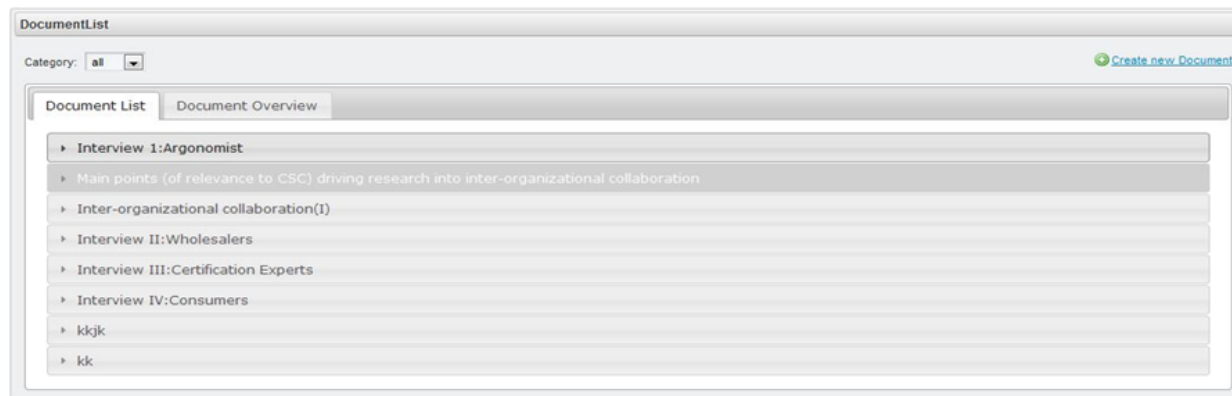 DocumentList
Category: all
Create new Document
Document List Document Overview
Interview 1:Argonomist
Main points (of relevance to CSC) driving research into inter-organizational collaboration
Inter-organizational collaboration(I)
Interview II:Wholesalers
Interview III:Certification Experts
Interview IV:Consumers
kkjk
kk